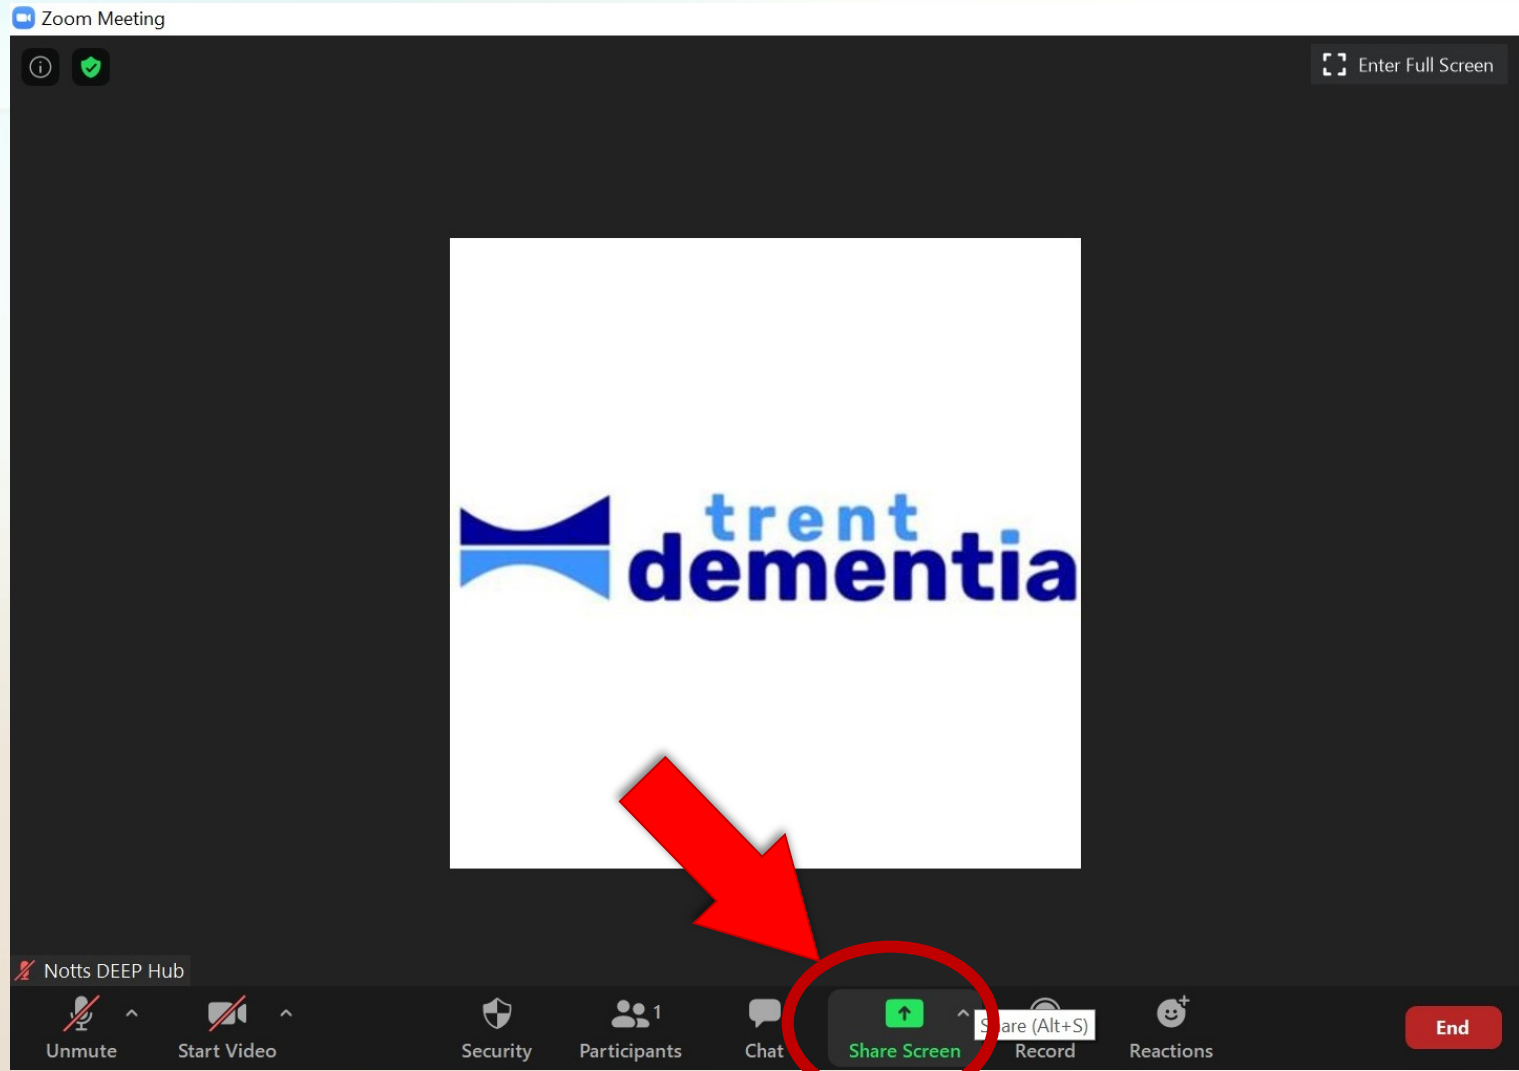 Zoom Meeting
Enter Full Screen
trent
dementia
Notts DEEP Hub
1
Share (Alt+S)
Unmute
Start Video
Security
Participants
Chat
Share Screen
Record
Reactions
End